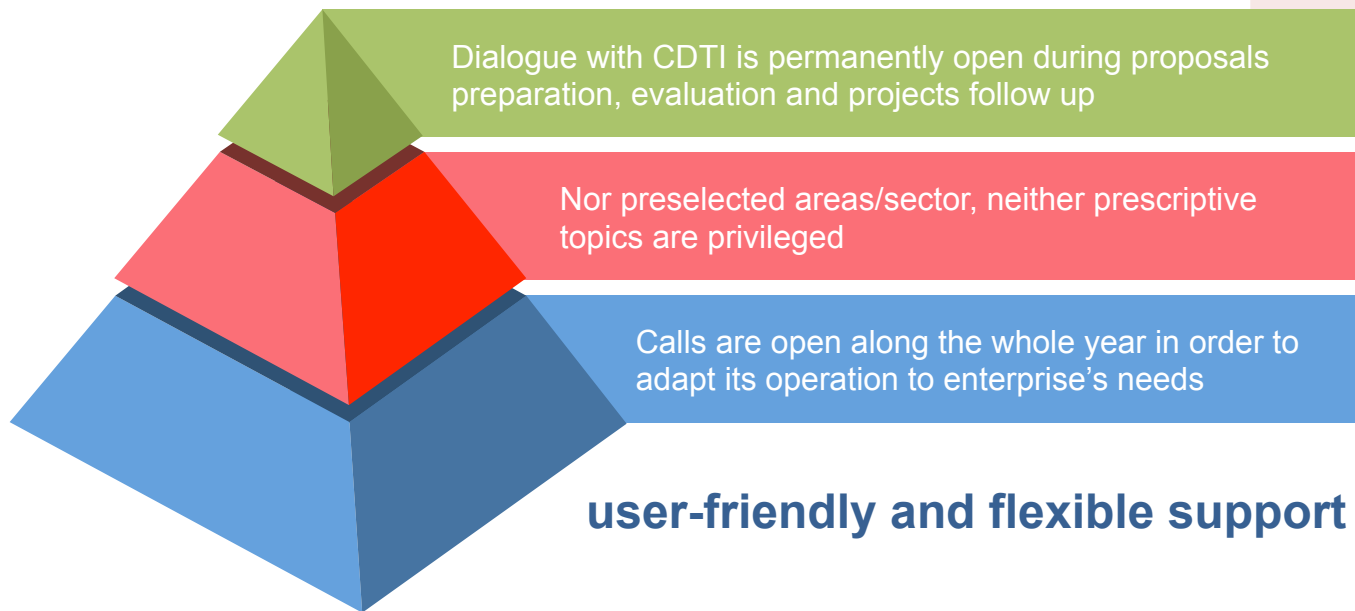 Dialogue with CDTI is permanently open during proposals
preparation, evaluation and projects follow up
Nor preselected areas/sector, neither prescriptive
topics are privileged
Calls are open along the whole year in order to
adapt its operation to enterprise’s needs
user-friendly and flexible support